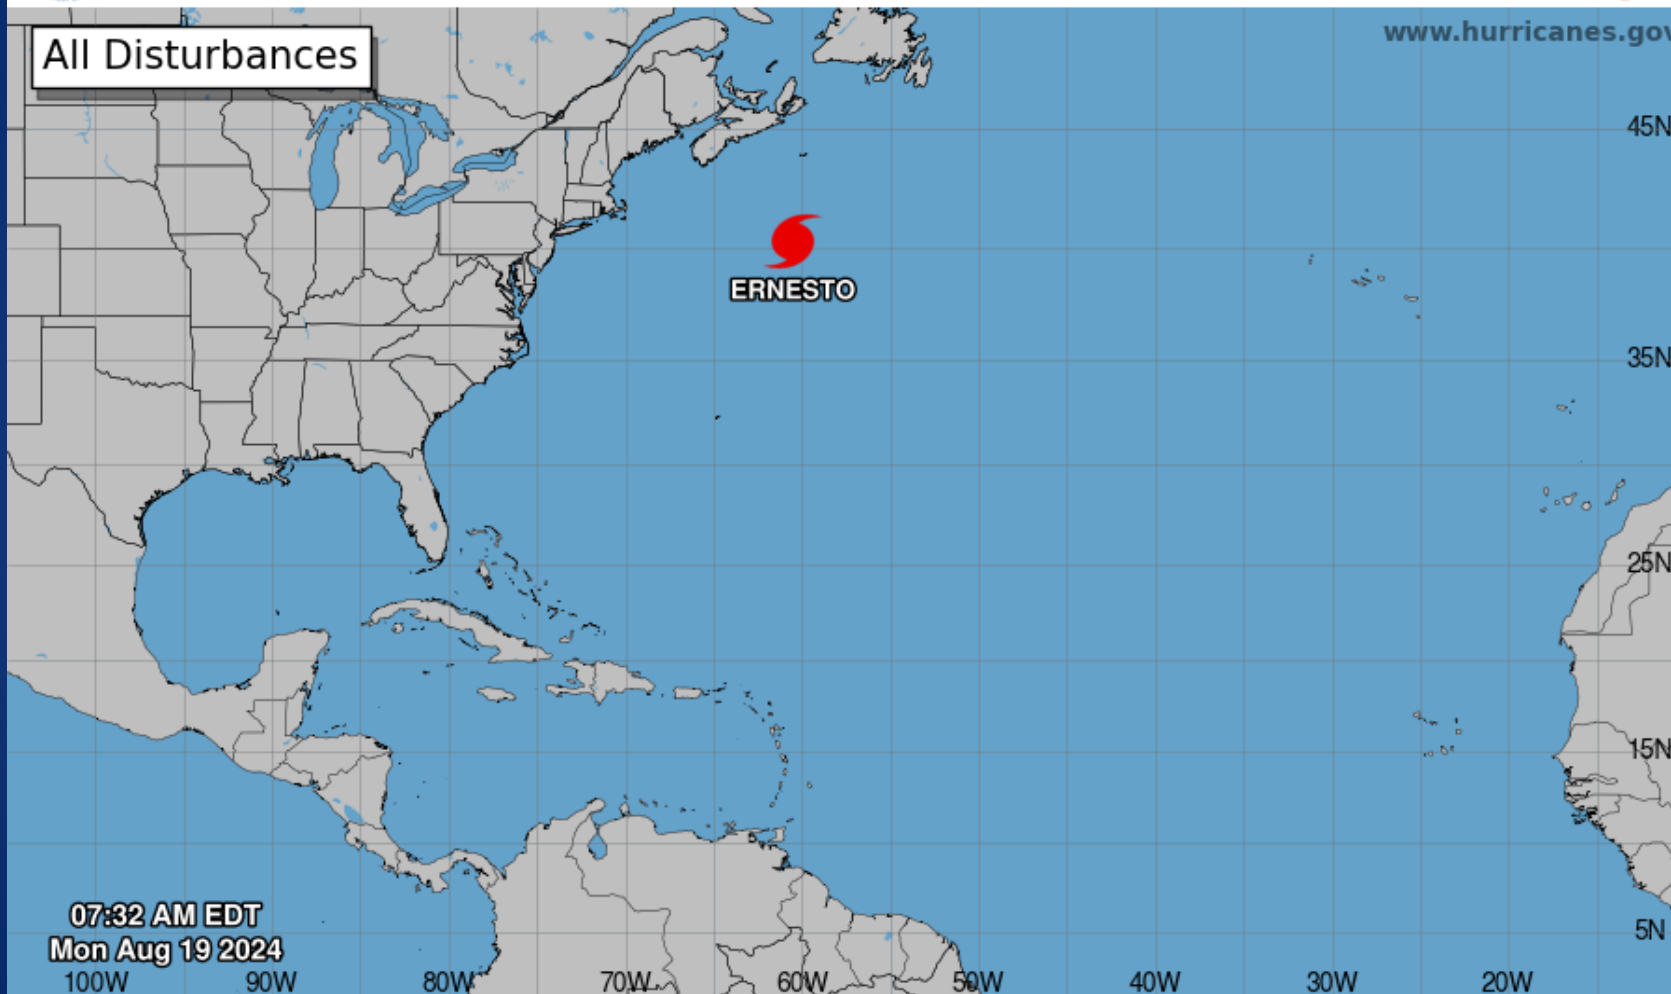 All Disturbances
www.hurricanes.gov
45N
ERNESTO
35N
25N
15N
07:32 AM EDT
Mon Aug 19 2024
5N
100W 90W 80W 70W 60W 50W 40W 30W 20W